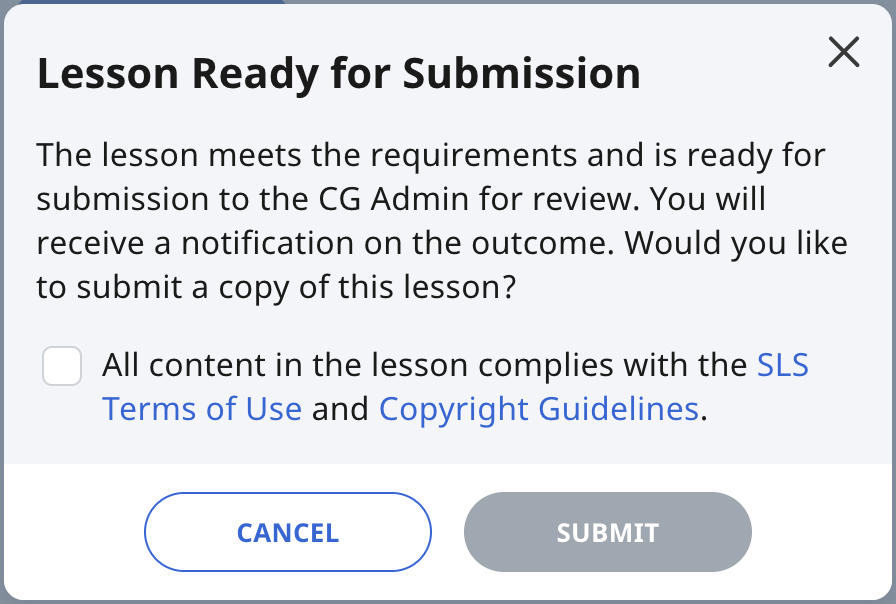 Lesson Ready for Submission
The lesson meets the requirements and is ready for
submission to the CG Admin for review. You will
receive a notification on the outcome. Would you like
to submit a copy of this lesson?
All content in the lesson complies with the SLS
Terms of Use and Copyright Guidelines.
CANCEL
SUBMIT